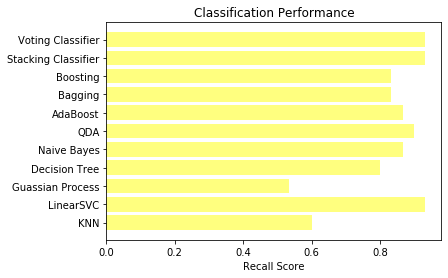 Classification Performance
Voting Classifier
Stacking Classifier
Boosting
Bagging
AdaBoost
QDA
Naive Bayes
Decision Tree
Guassian Process
LinearSVC
KNN
0.0 0.2 0.4 0.6 0.8
Recall Score